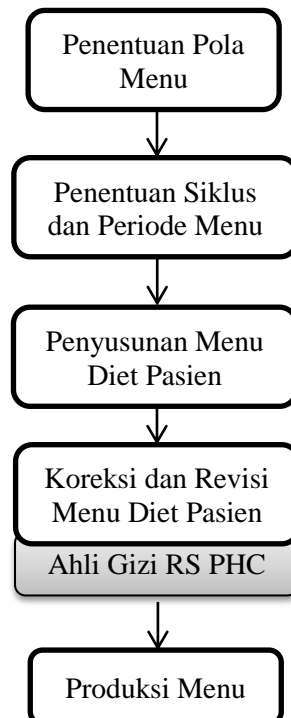 Penentuan Pola
Menu
Penentuan Siklus
dan Periode Menu
Penyusunan Menu
Diet Pasien
Koreksi dan Revisi
Menu Diet Pasien
Ahli Gizi RS PHC
Produksi Menu